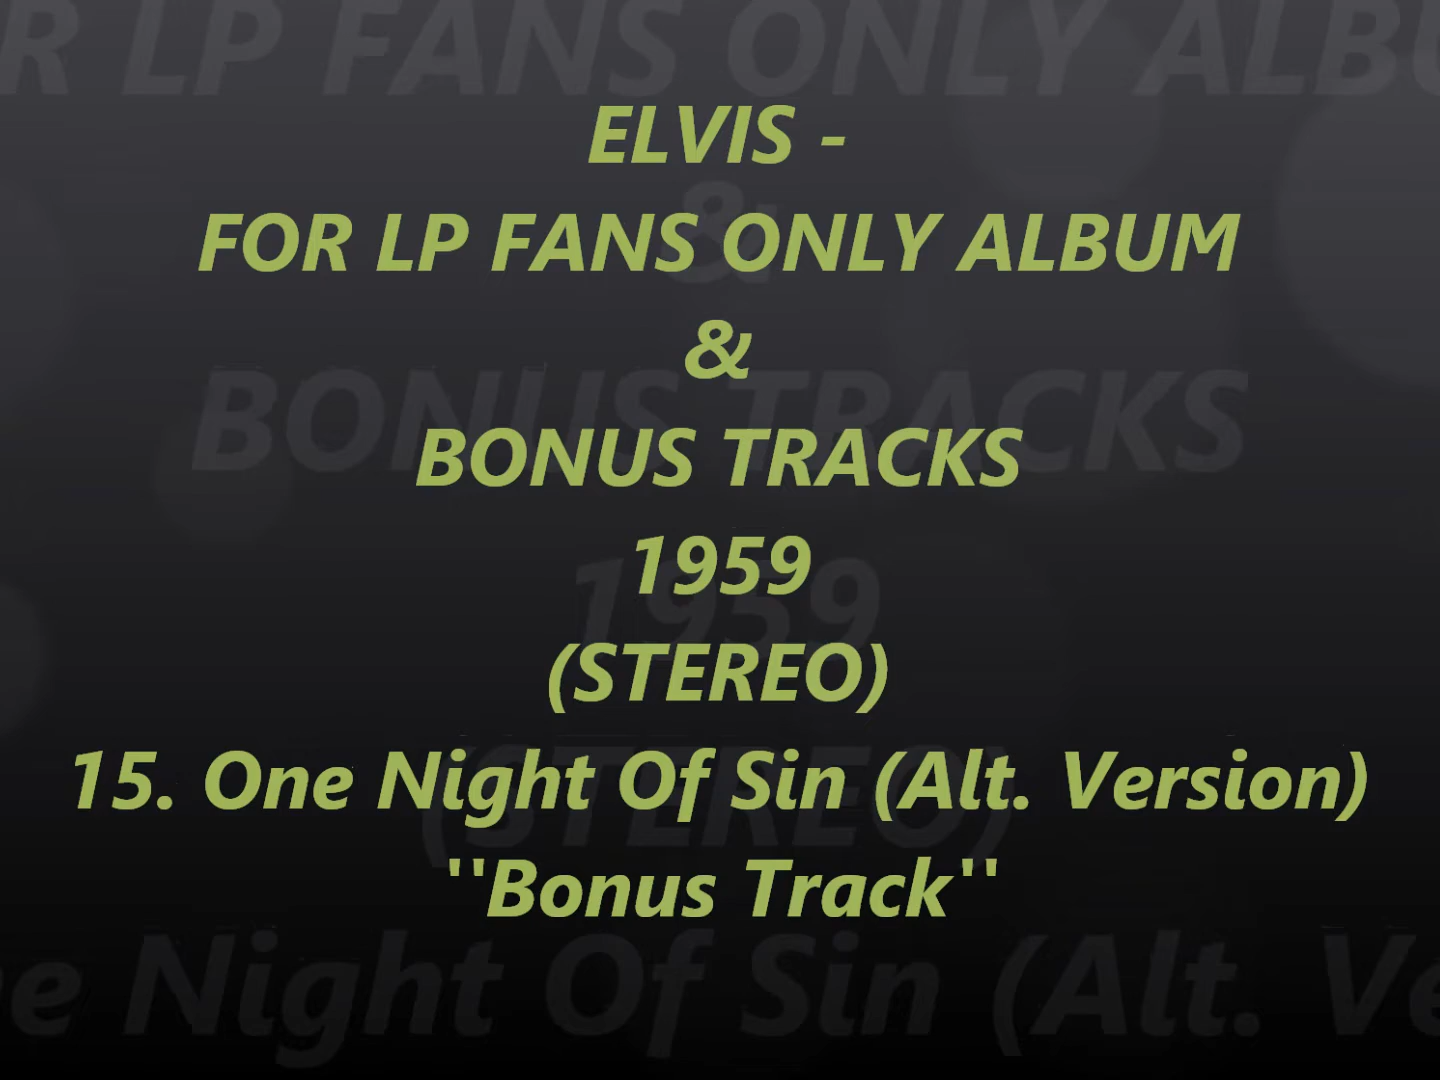 ELVIS -
FOR LP FANS ONLY ALBUM
&
BONUS TRACKS
1959
(STEREO)
15. One Night Of Sin (Alt. Version)
''Bonus Track''